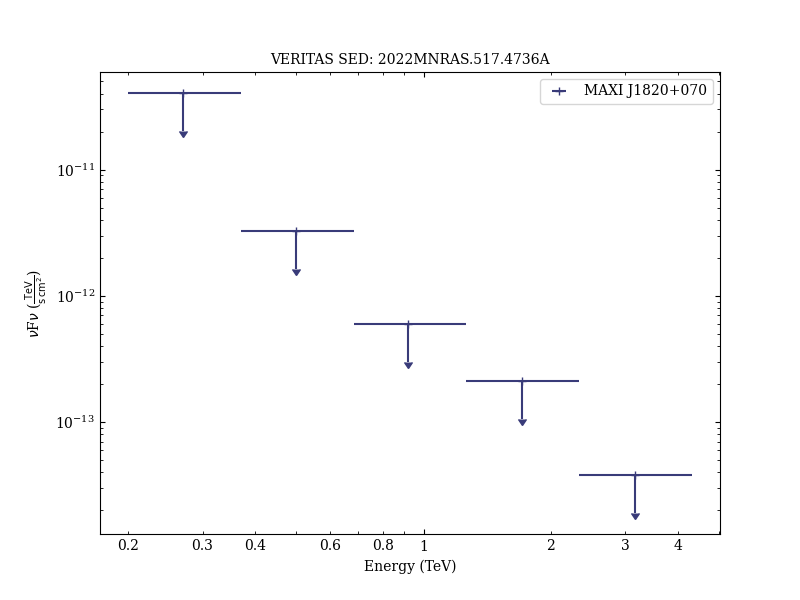 VERITAS SED: 2022MNRAS.517.4736A
MAXI J1820+070
10⁻¹¹
10⁻¹²
10⁻¹³
νFν (TeV / s cm²)
0.2 0.3 0.4 0.6 0.8 1 2 3 4
Energy (TeV)